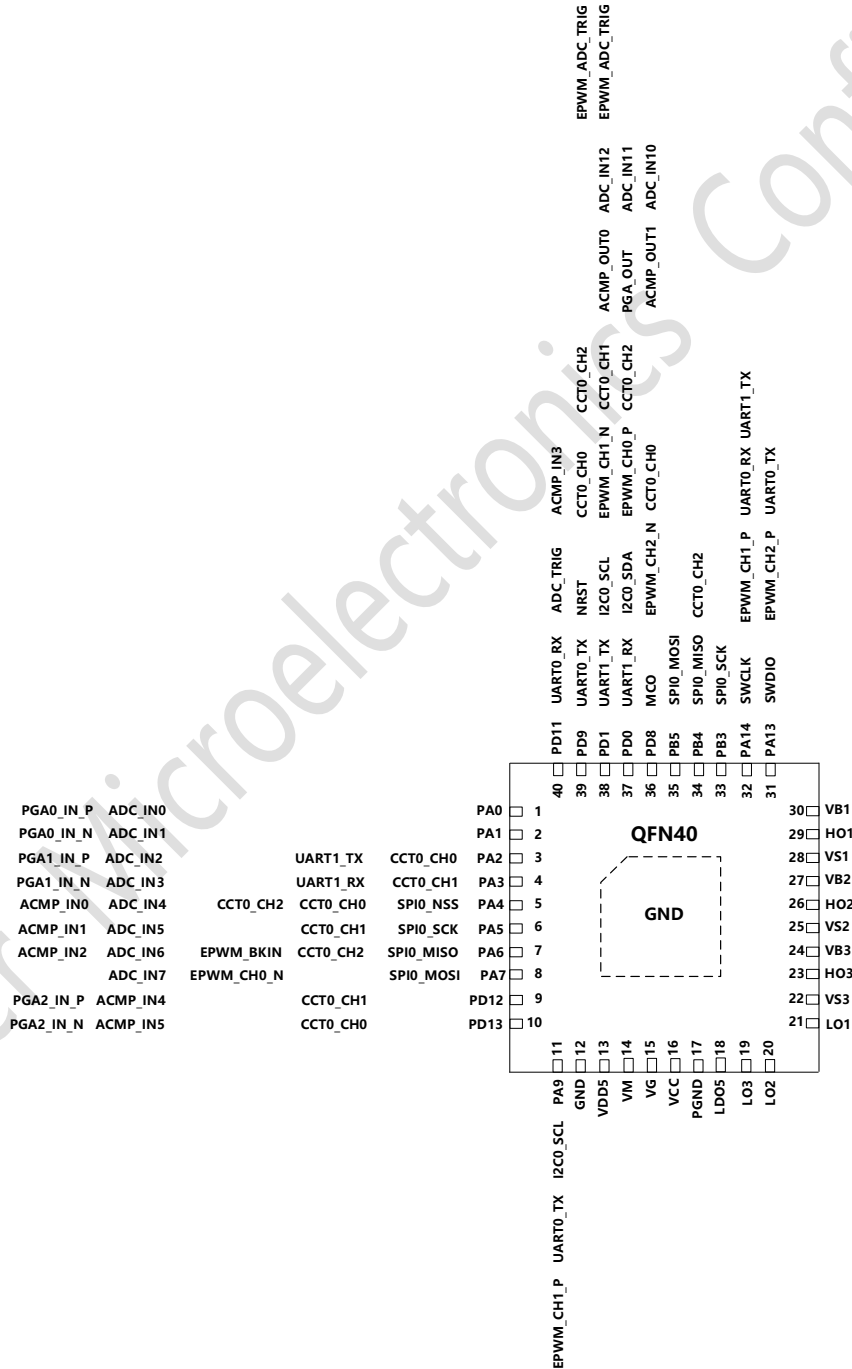 PD11 UART0_RX ADC_TRIG ACMP_IN3
PD9 UART0_TX NRST CCT0_CH0 CCT0_CH2 EPWM_ADC_TRIG
PD1 UART1_TX I2C0_SCL EPWM_CH1_N CCT0_CH1 ACMP_OUT0 ADC_IN12 EPWM_ADC_TRIG
PD0 UART1_RX I2C0_SDA EPWM_CH0_P CCT0_CH2 PGA_OUT ADC_IN11
PD8 MCO EPWM_CH2_N CCT0_CH0 ACMP_OUT1 ADC_IN10
PB5 SPI0_MOSI
PB4 SPI0_MISO CCT0_CH2
PB3 SPI0_SCK
PA14 SWCLK EPWM_CH1_P UART0_RX UART1_TX
PA13 SWDIO EPWM_CH2_P UART0_TX
40 39 38 37 36 35 34 33 32 31
PGA0_IN_P ADC_IN0 PA0 1
PGA0_IN_N ADC_IN1 PA1 2
PGA1_IN_P ADC_IN2 UART1_TX CCT0_CH0 PA2 3
PGA1_IN_N ADC_IN3 UART1_RX CCT0_CH1 PA3 4
ACMP_IN0 ADC_IN4 CCT0_CH2 CCT0_CH0 SPI0_NSS PA4 5
ACMP_IN1 ADC_IN5 CCT0_CH1 SPI0_SCK PA5 6
ACMP_IN2 ADC_IN6 EPWM_BKIN CCT0_CH2 SPI0_MISO PA6 7
ADC_IN7 EPWM_CH0_N SPI0_MOSI PA7 8
PGA2_IN_P ACMP_IN4 CCT0_CH1 PD12 9
PGA2_IN_N ACMP_IN5 CCT0_CH0 PD13 10
QFN40
GND
30 VB1
29 HO1
28 VS1
27 VB2
26 HO2
25 VS2
24 VB3
23 HO3
22 VS3
21 LO1
11 12 13 14 15 16 17 18 19 20
EPWM_CH1_P UART0_TX I2C0_SCL PA9
GND
VDD5
VM
VG
VCC
PGND
LDO5
LO3
LO2
Microelectronics